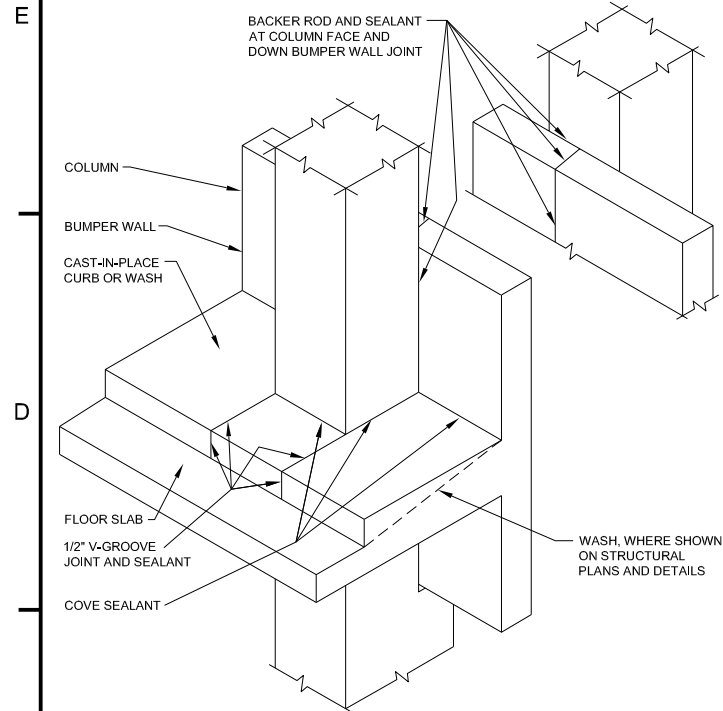 E
BACKER ROD AND SEALANT
AT COLUMN FACE AND
DOWN BUMPER WALL JOINT
COLUMN
BUMPER WALL
CAST-IN-PLACE
CURB OR WASH
D
FLOOR SLAB
1/2" V-GROOVE
JOINT AND SEALANT
COVE SEALANT
WASH, WHERE SHOWN
ON STRUCTURAL
PLANS AND DETAILS